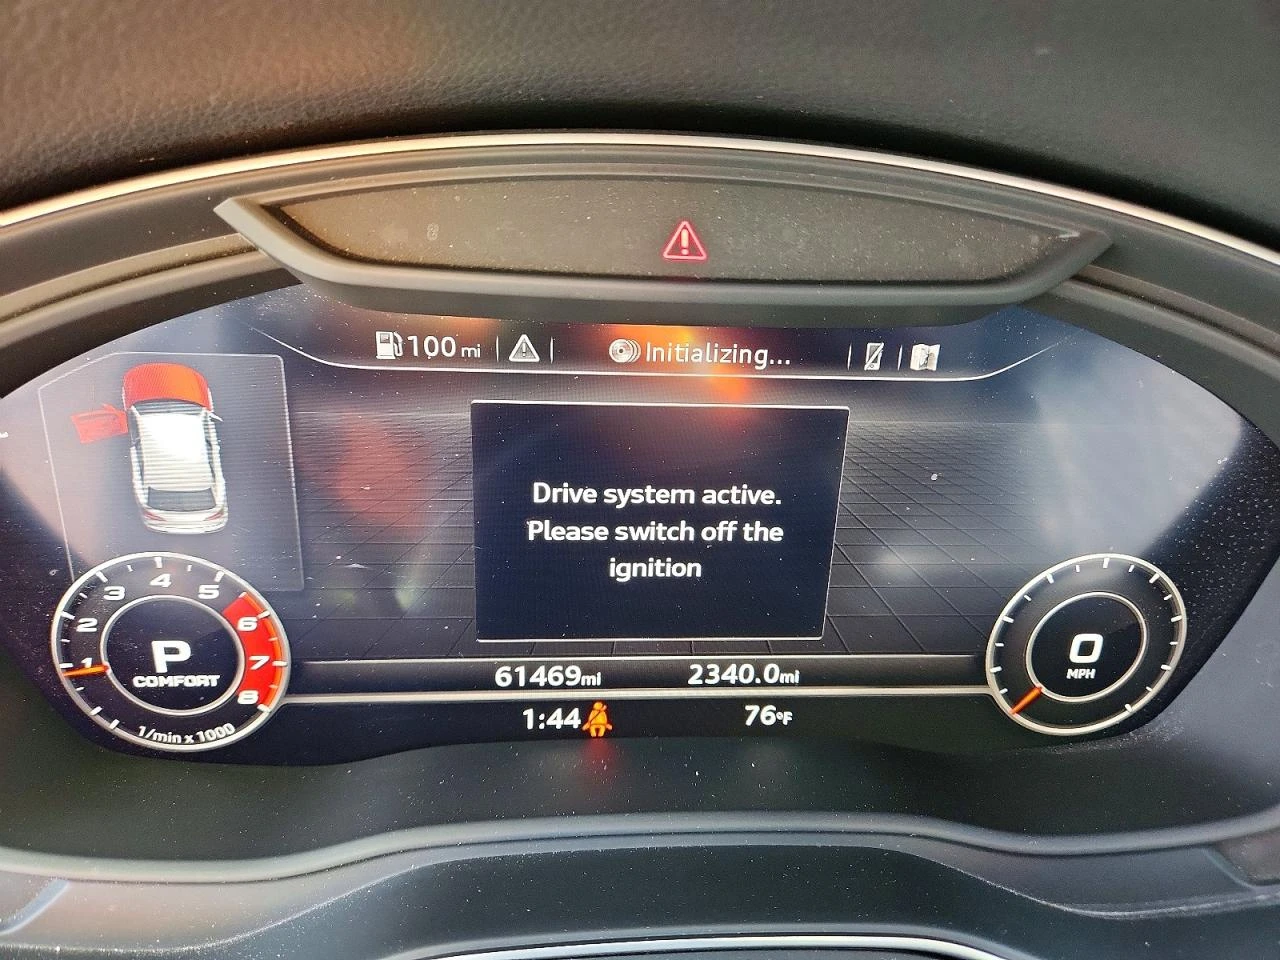 100 mi
Initializing...
Drive system active.
Please switch off the
ignition
1 2 3 4 5 6 7 8
P
COMFORT
1/min x 1000
0
MPH
61469mi 2340.0mi
1:44 76°F